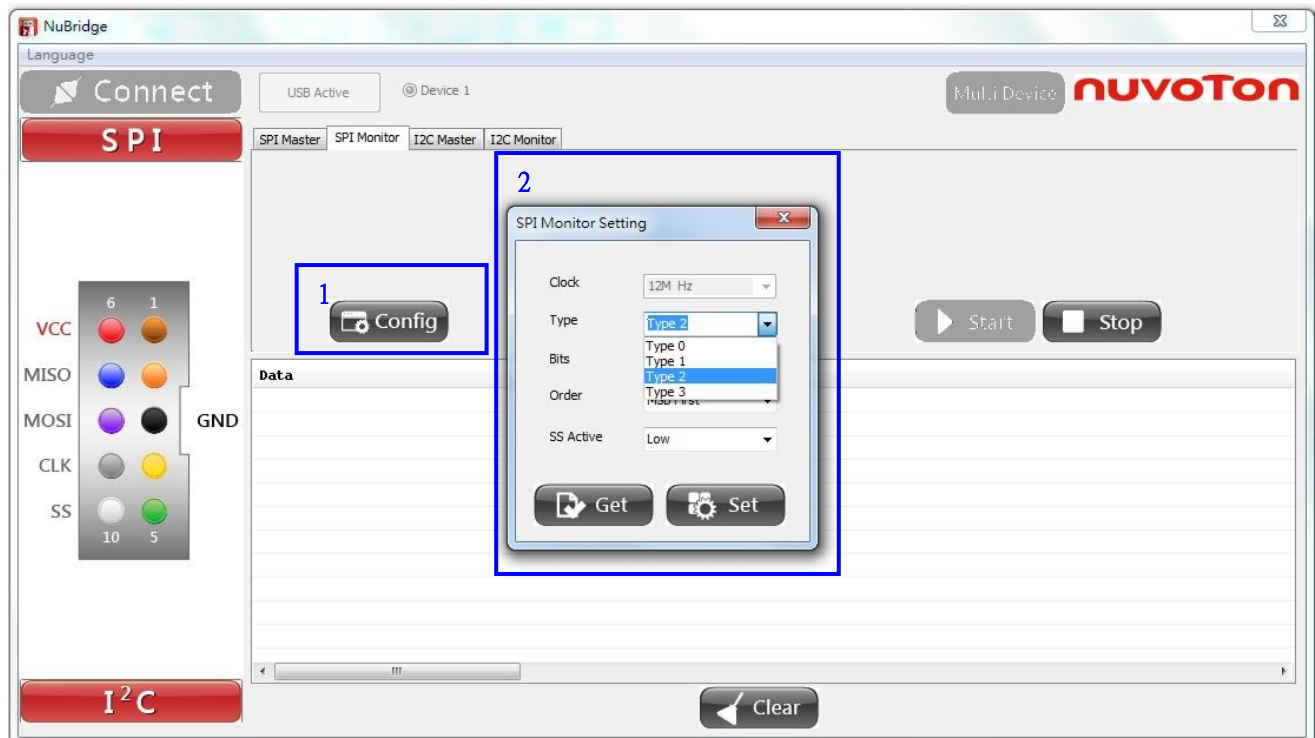 NuBridge
Language
Connect
USB Active
Device 1
Multi Device
nuvoTon
SPI
SPI Master
SPI Monitor
I2C Master
I2C Monitor
2
SPI Monitor Setting
1
Config
Clock
12M Hz
Type
Type 2
Type 0
Type 1
Type 2
Type 3
Bits
Order
MSB First
SS Active
Low
Get
Set
Start
Stop
Data
6 1
VCC
MISO
MOSI
GND
CLK
SS
10 5
I²C
Clear